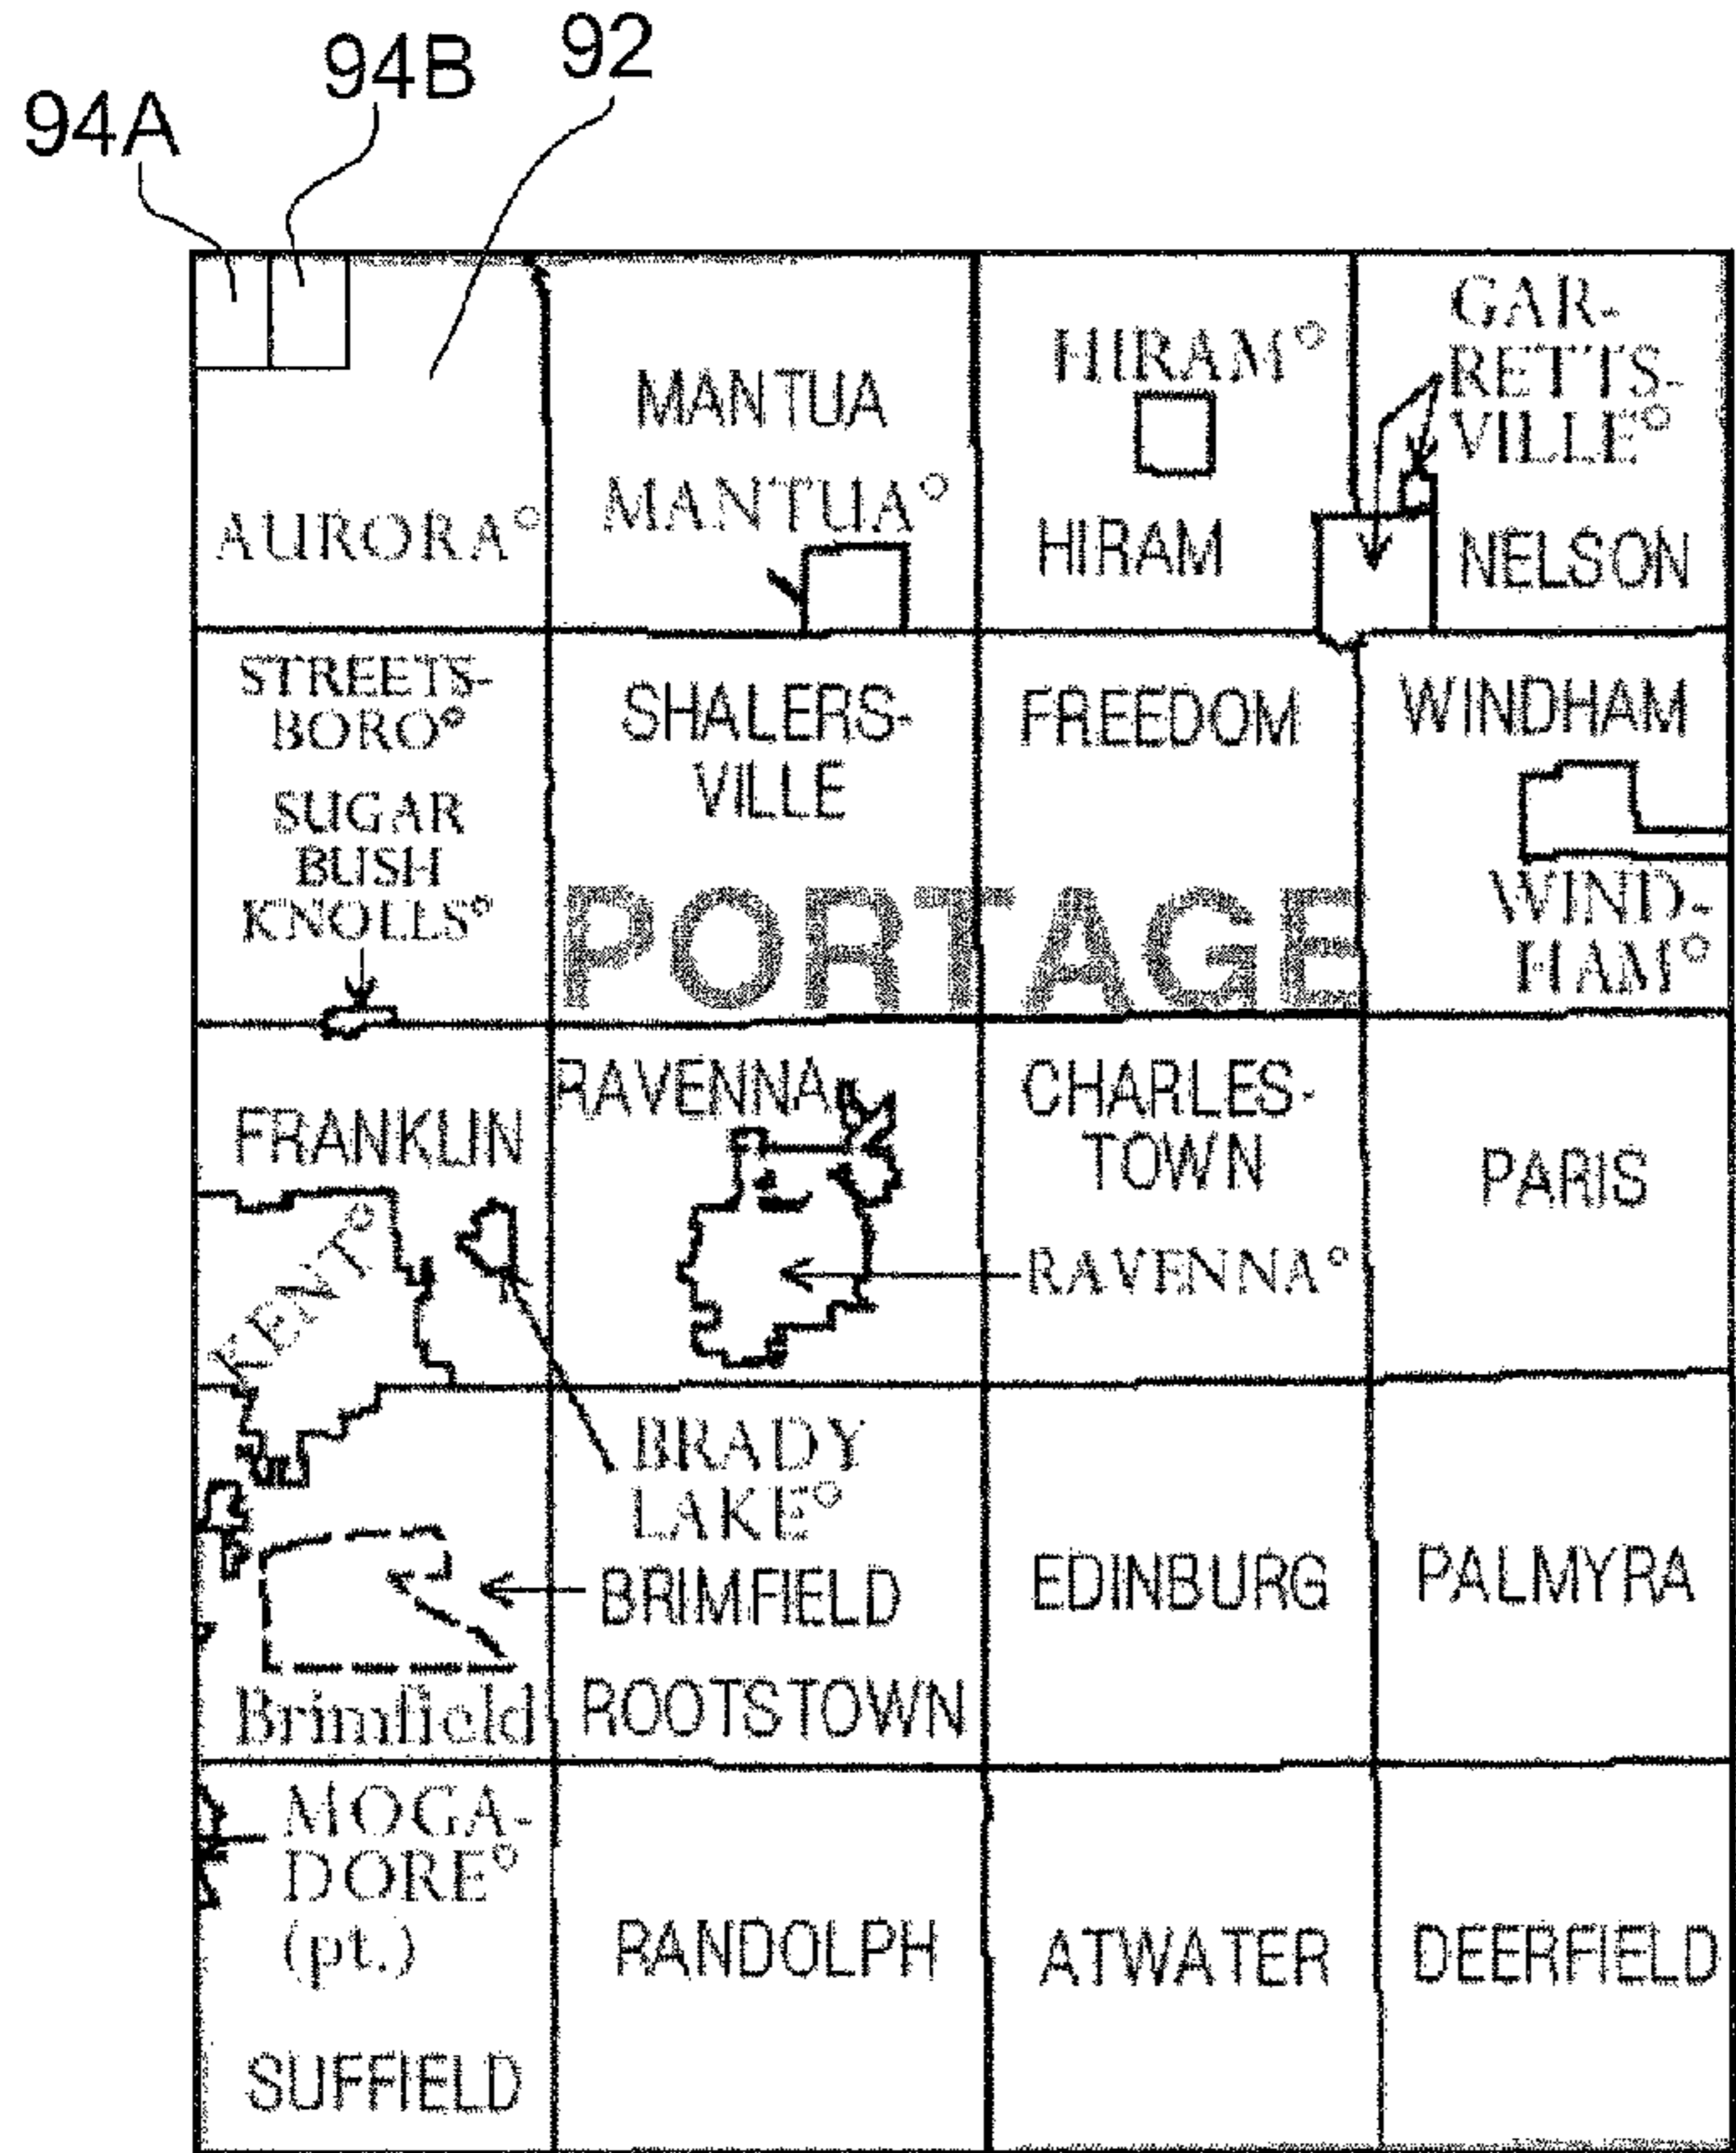 94A
94B
92
MANTUA
MANTUA°
AURORA°
HIRAM°
HIRAM
GAR-
RETTS-
VILLE°
NELSON
STREETS-
BORO°
SUGAR
BUSH
KNOLLS°
SHALERS-
VILLE
FREEDOM
WINDHAM
WIND-
HAM°
PORTAGE
FRANKLIN
KENT°
RAVENNA
CHARLES-
TOWN
RAVENNA°
PARIS
BRADY
LAKE°
BRIMFIELD
Brimfield
ROOTSTOWN
EDINBURG
PALMYRA
MOGA-
DORE°
(pt.)
SUFFIELD
RANDOLPH
ATWATER
DEERFIELD